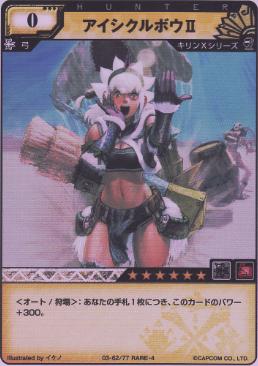 HUNTER
0
アイシクルボウII
弓
キリンXシリーズ
<オート/狩場>:あなたの手札1枚につき、このカードのパワー
+300。
Illustrated by イケノ
03-62/77 RARE-4
©CAPCOM CO., LTD.